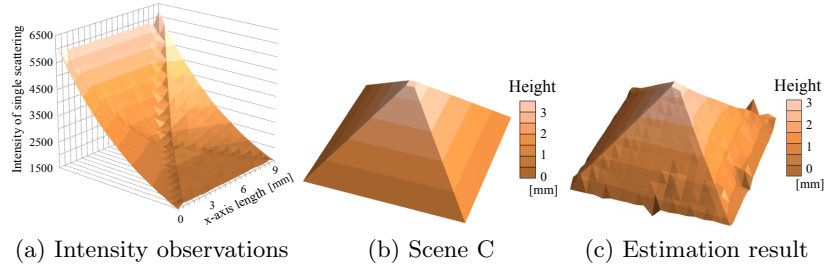 Intensity of single scattering
6500
5500
4500
3500
2500
1500
0
3
6
9
x-axis length [mm]
Height
3
2
1
0
[mm]
Height
3
2
1
0
[mm]
(a) Intensity observations
(b) Scene C
(c) Estimation result